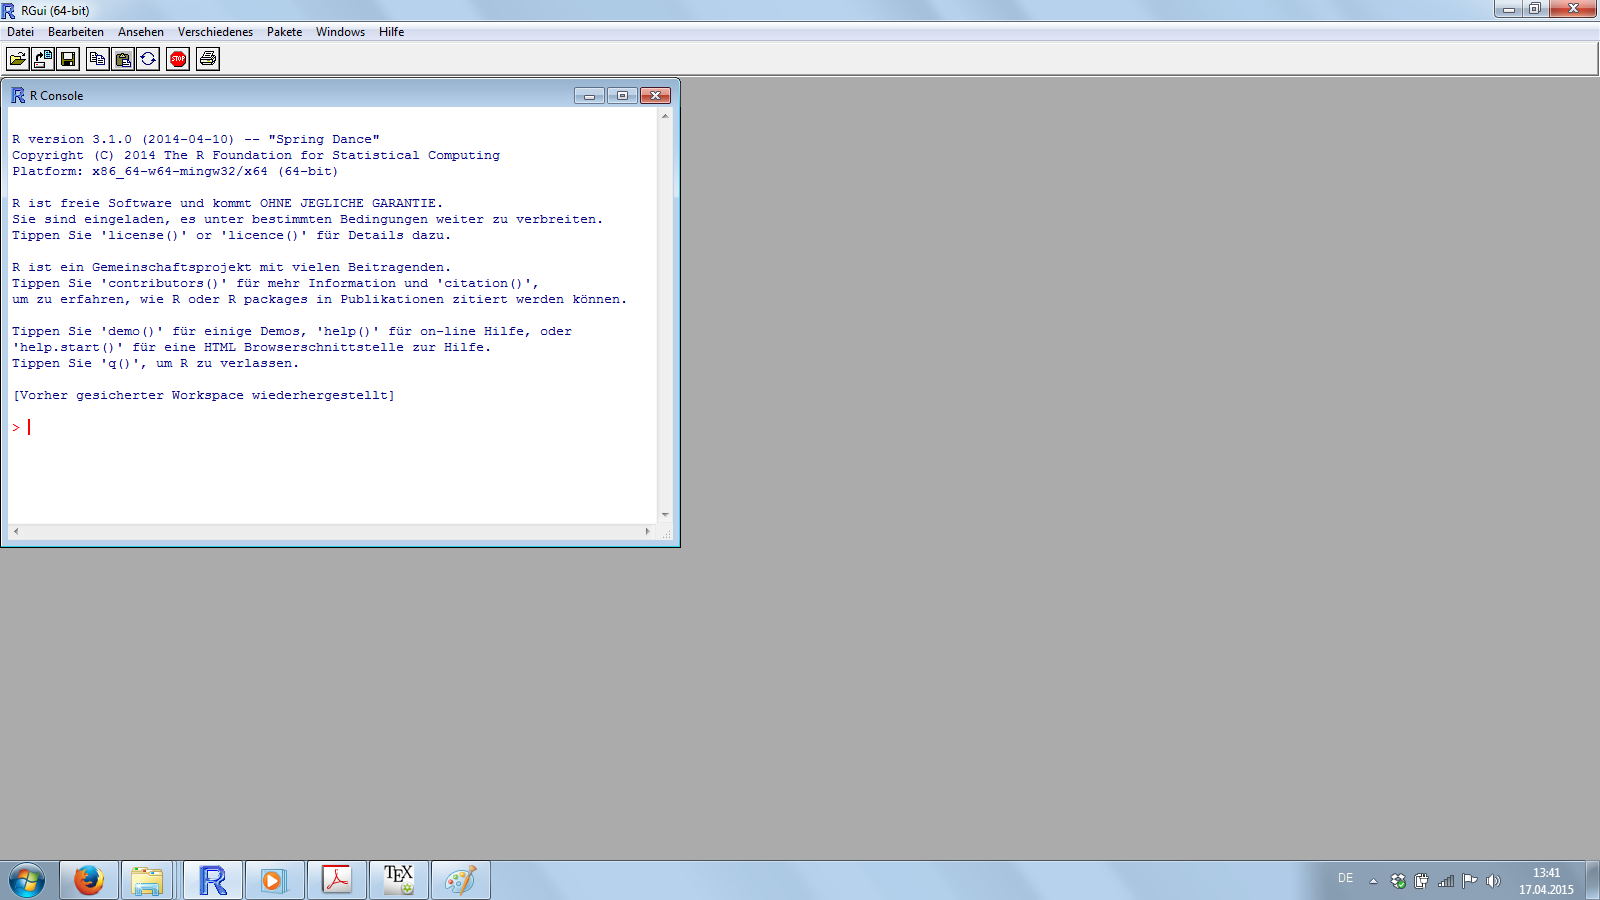 RGui (64-bit)
Datei Bearbeiten Ansehen Verschiedenes Pakete Windows Hilfe
STOP
R Console
R version 3.1.0 (2014-04-10) -- "Spring Dance"
Copyright (C) 2014 The R Foundation for Statistical Computing
Platform: x86_64-w64-mingw32/x64 (64-bit)
R ist freie Software und kommt OHNE JEGLICHE GARANTIE.
Sie sind eingeladen, es unter bestimmten Bedingungen weiter zu verbreiten.
Tippen Sie 'license()' or 'licence()' für Details dazu.
R ist ein Gemeinschaftsprojekt mit vielen Beitragenden.
Tippen Sie 'contributors()' für mehr Information und 'citation()',
um zu erfahren, wie R oder R packages in Publikationen zitiert werden können.
Tippen Sie 'demo()' für einige Demos, 'help()' für on-line Hilfe, oder
'help.start()' für eine HTML Browserschnittstelle zur Hilfe.
Tippen Sie 'q()', um R zu verlassen.
[Vorher gesicherter Workspace wiederhergestellt]
>
R
TEX
DE
13:41
17.04.2015